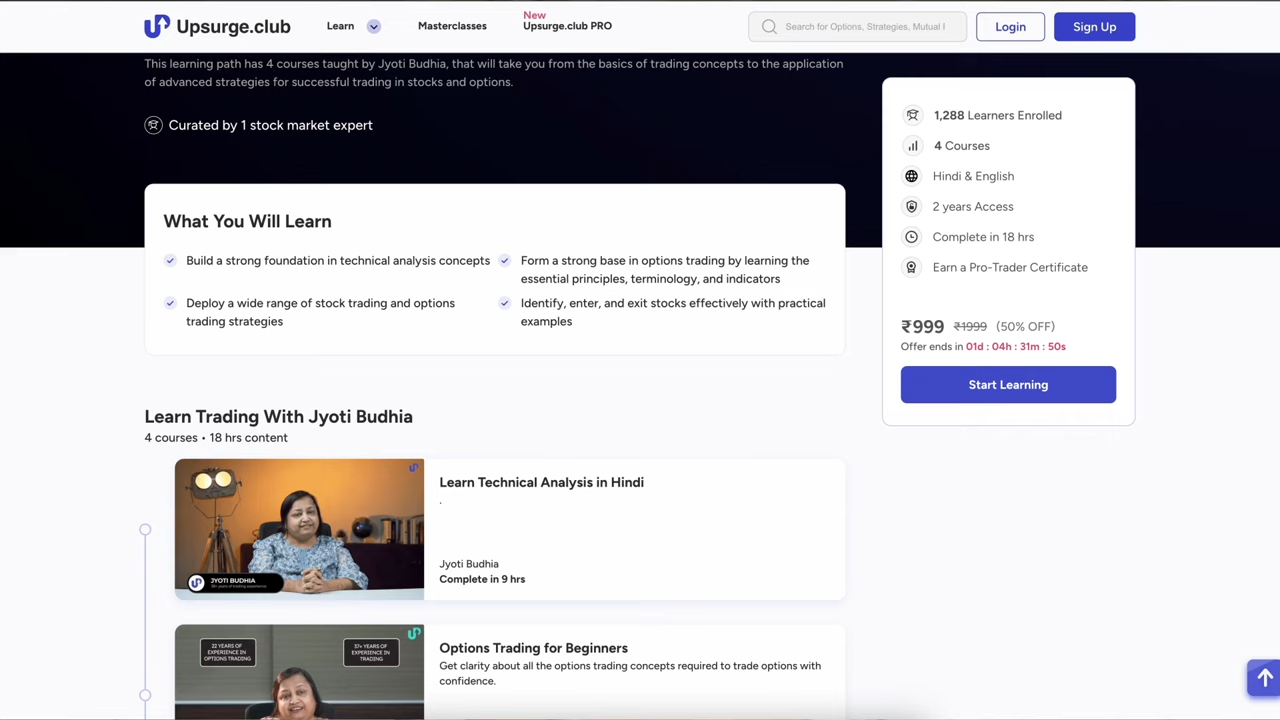 Upsurge.club
Learn
Masterclasses
New
Upsurge.club PRO
Search for Options, Strategies, Mutual F
Login
Sign Up
This learning path has 4 courses taught by Jyoti Budhia, that will take you from the basics of trading concepts to the application
of advanced strategies for successful trading in stocks and options.
Curated by 1 stock market expert
What You Will Learn
Build a strong foundation in technical analysis concepts
Form a strong base in options trading by learning the
essential principles, terminology, and indicators
Deploy a wide range of stock trading and options
trading strategies
Identify, enter, and exit stocks effectively with practical
examples
1,288 Learners Enrolled
4 Courses
Hindi & English
2 years Access
Complete in 18 hrs
Earn a Pro-Trader Certificate
₹999 ₹1999 (50% OFF)
Offer ends in 01d : 04h : 31m : 50s
Start Learning
Learn Trading With Jyoti Budhia
4 courses • 18 hrs content
JYOTI BUDHIA
Learn Technical Analysis in Hindi
.
Jyoti Budhia
Complete in 9 hrs
22 YEARS OF
EXPERIENCE IN
OPTIONS TRADING
37+ YEARS OF
EXPERIENCE IN
TRADING
Options Trading for Beginners
Get clarity about all the options trading concepts required to trade options with
confidence.